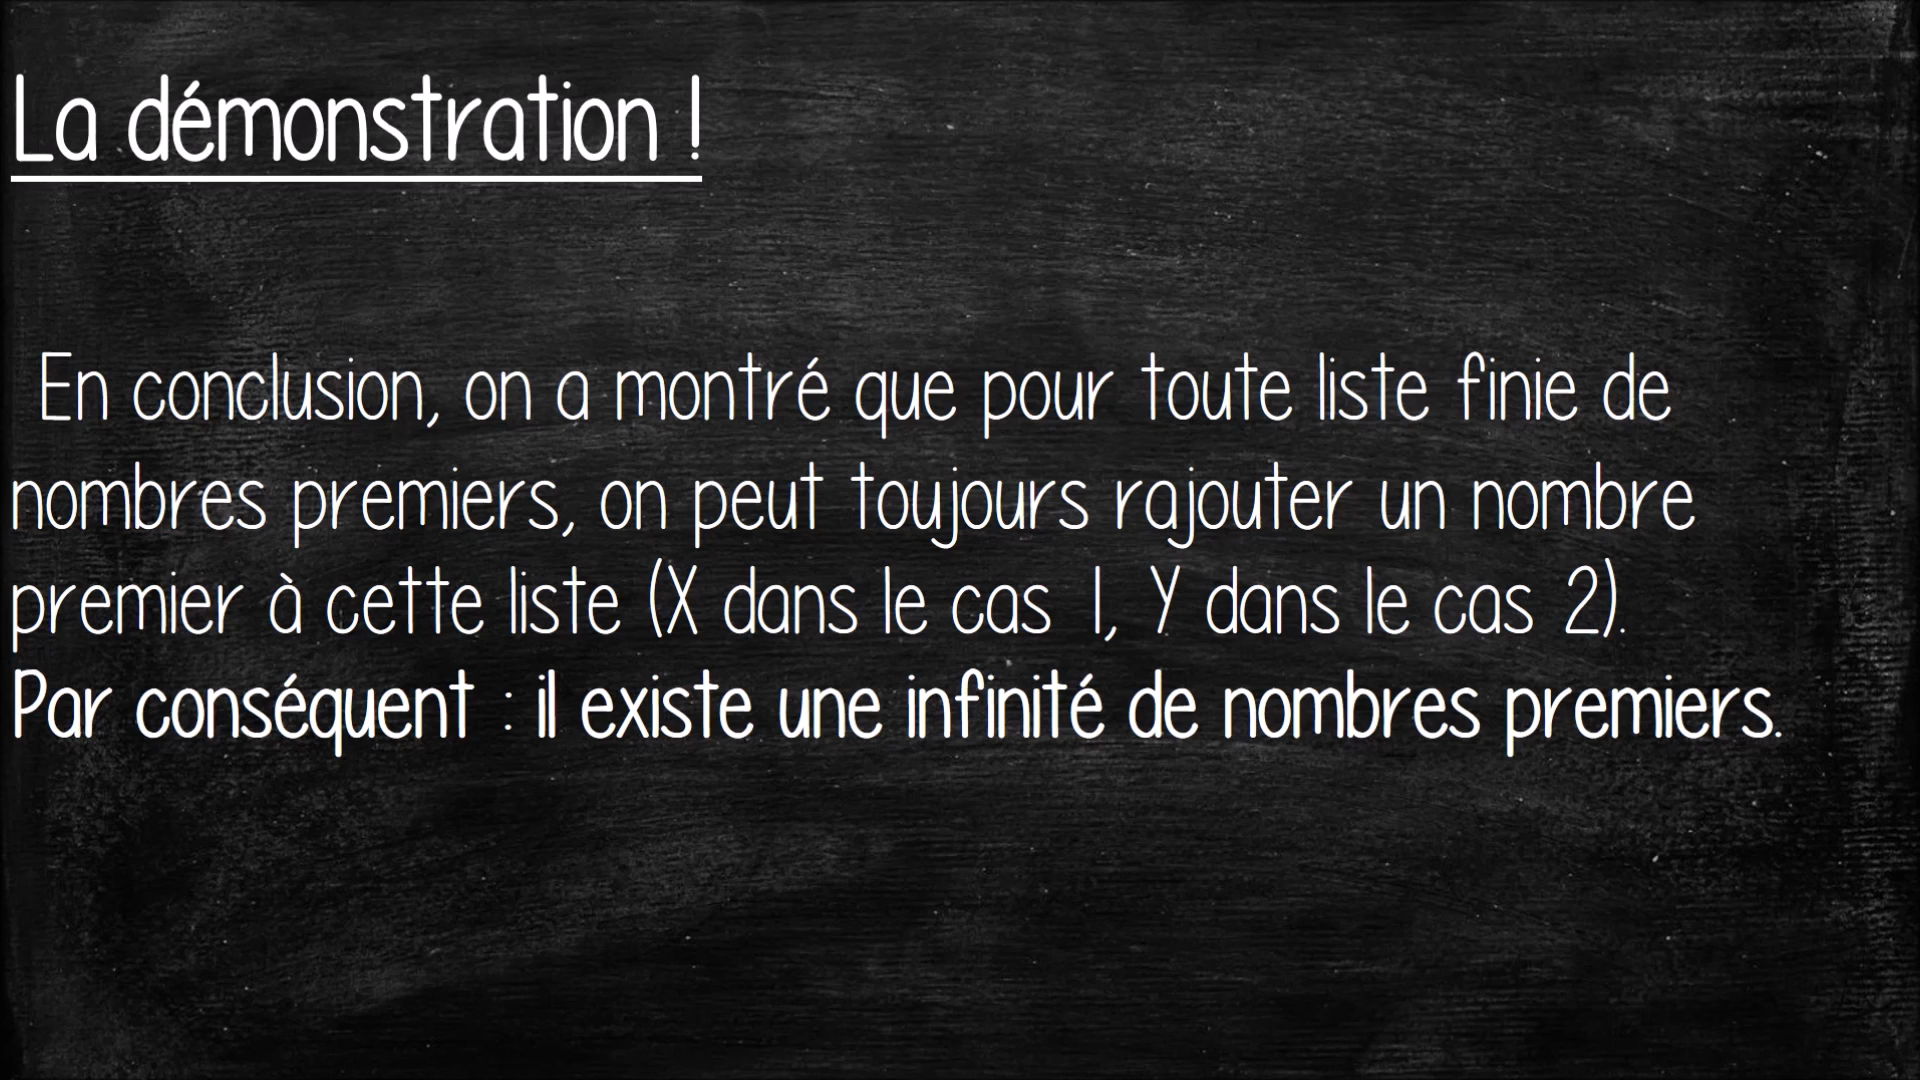 La démonstration !
En conclusion, on a montré que pour toute liste finie de
nombres premiers, on peut toujours rajouter un nombre
premier à cette liste (X dans le cas 1, Y dans le cas 2).
Par conséquent : il existe une infinité de nombres premiers.